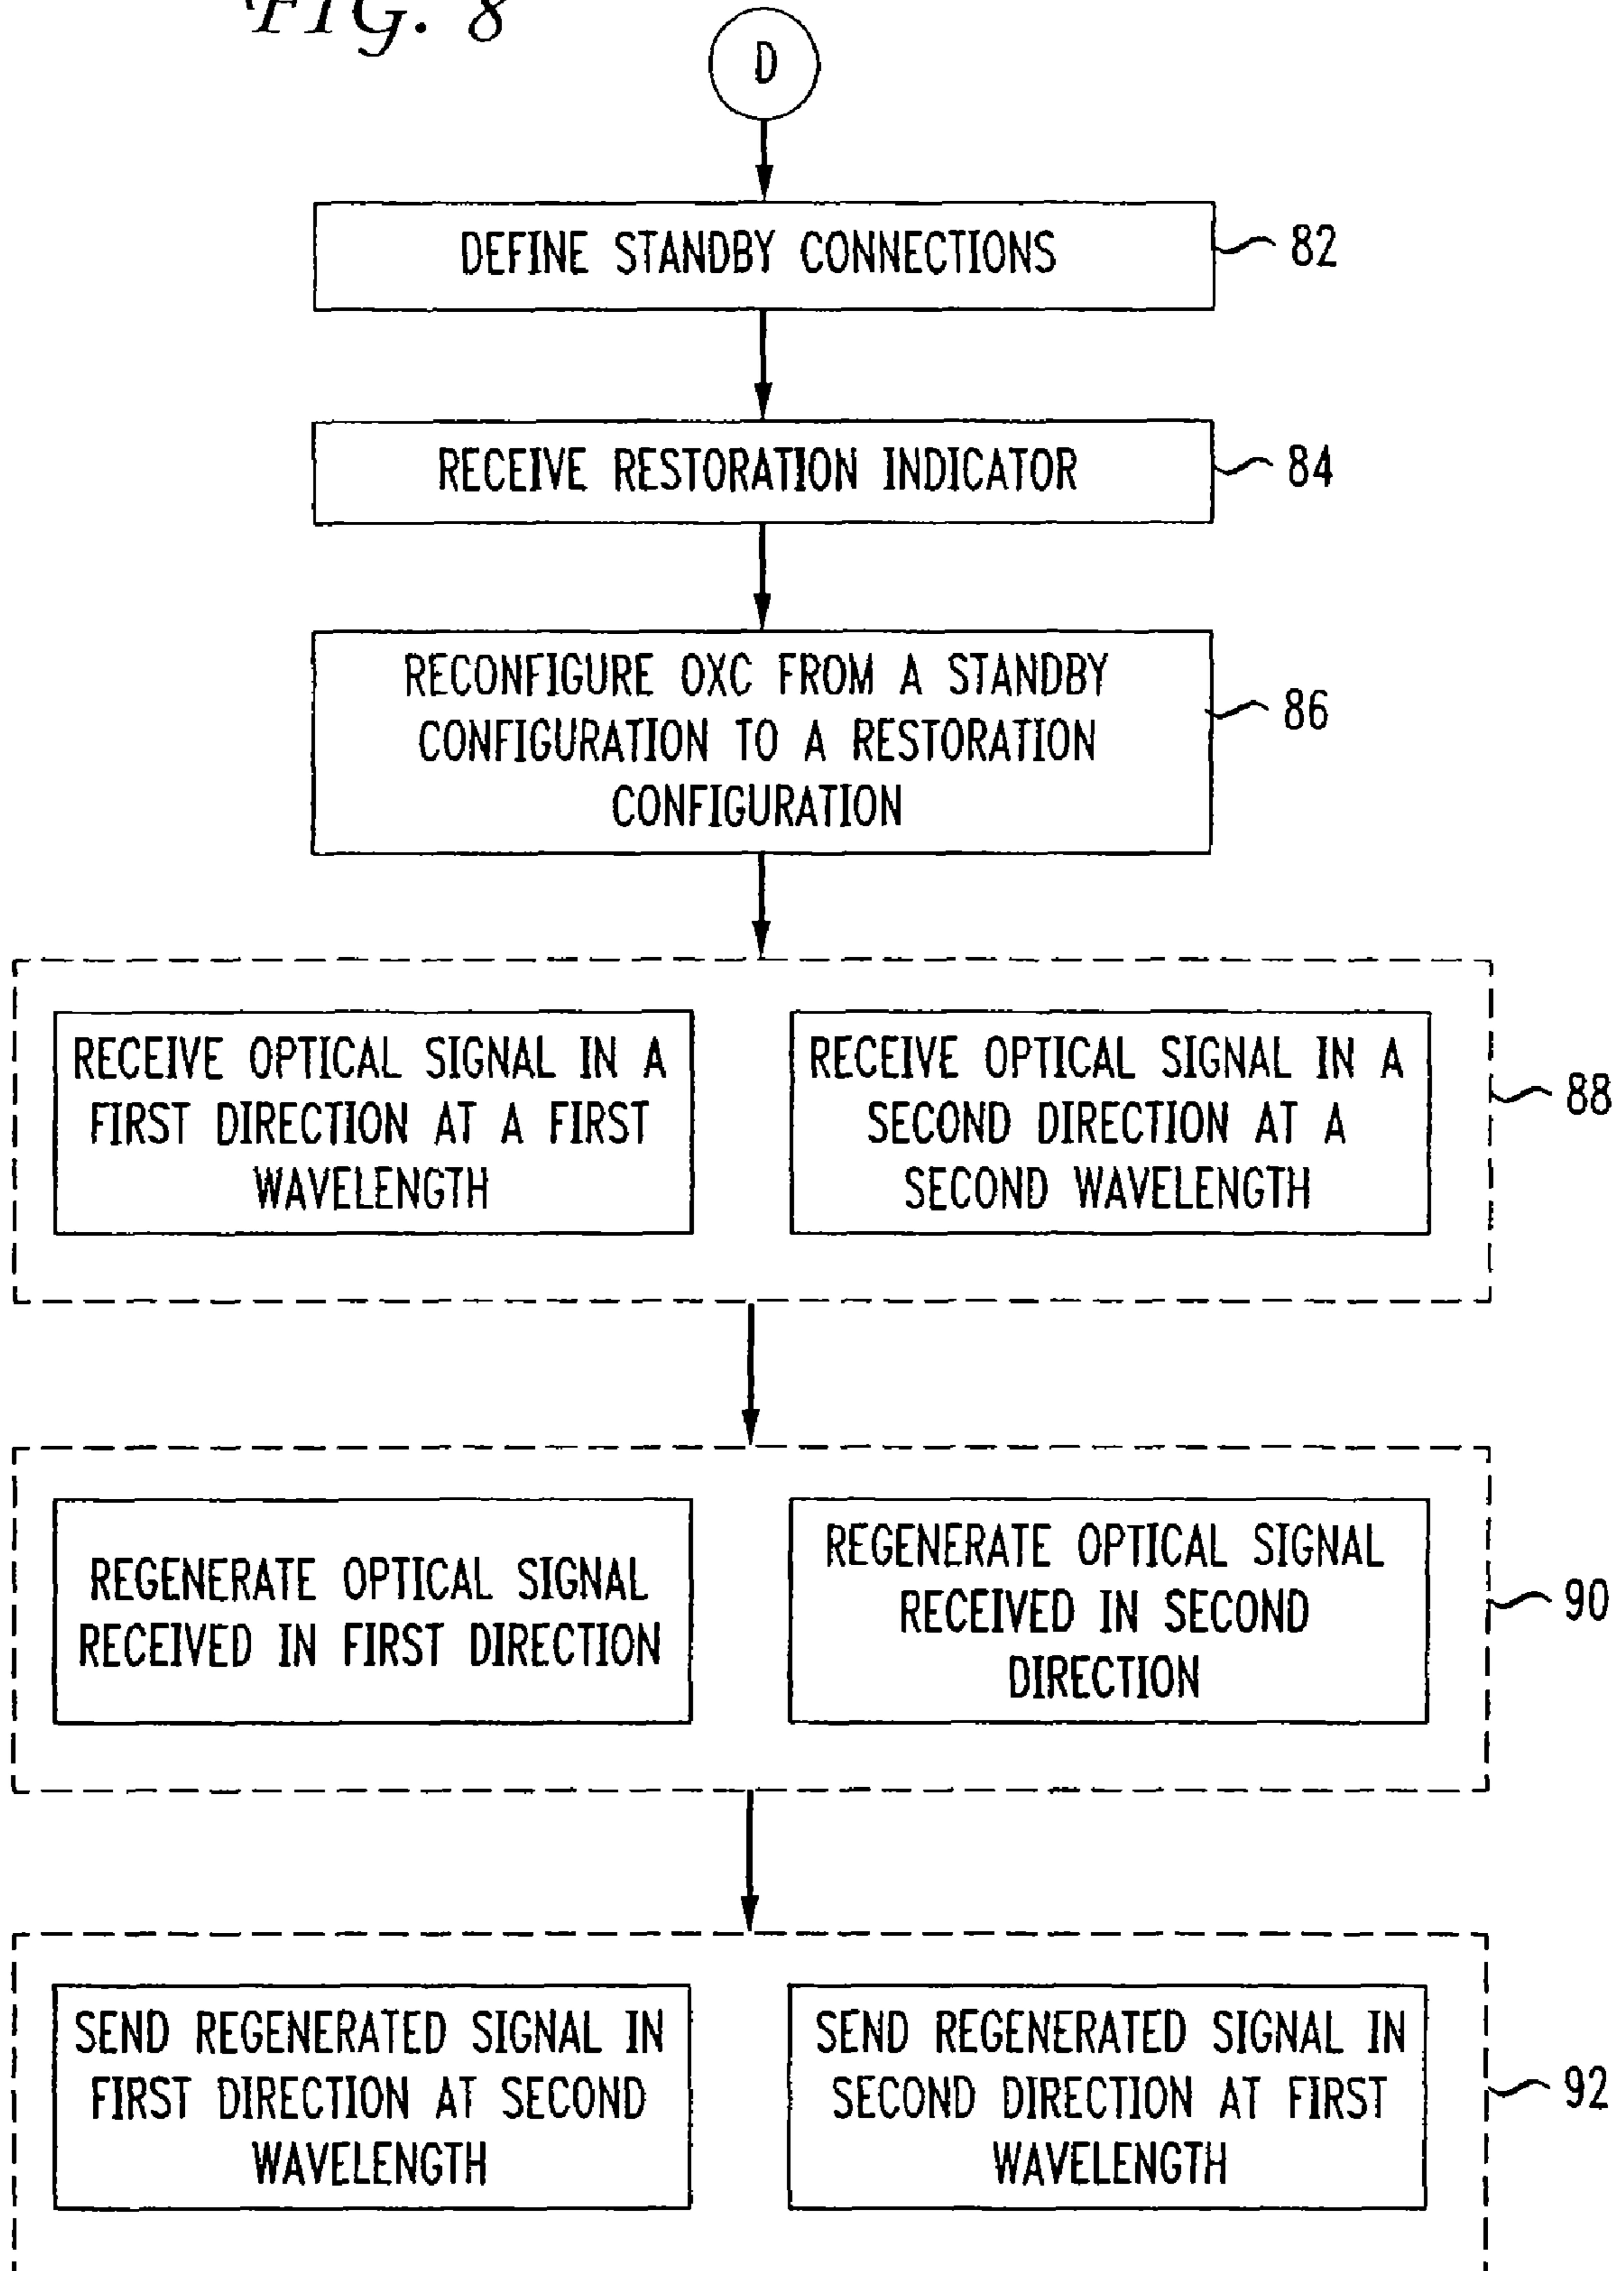 FIG. 8
D
DEFINE STANDBY CONNECTIONS
82
RECEIVE RESTORATION INDICATOR
84
RECONFIGURE OXC FROM A STANDBY
CONFIGURATION TO A RESTORATION
CONFIGURATION
86
RECEIVE OPTICAL SIGNAL IN A
FIRST DIRECTION AT A FIRST
WAVELENGTH
RECEIVE OPTICAL SIGNAL IN A
SECOND DIRECTION AT A
SECOND WAVELENGTH
88
REGENERATE OPTICAL SIGNAL
RECEIVED IN FIRST DIRECTION
REGENERATE OPTICAL SIGNAL
RECEIVED IN SECOND
DIRECTION
90
SEND REGENERATED SIGNAL IN
FIRST DIRECTION AT SECOND
WAVELENGTH
SEND REGENERATED SIGNAL IN
SECOND DIRECTION AT FIRST
WAVELENGTH
92